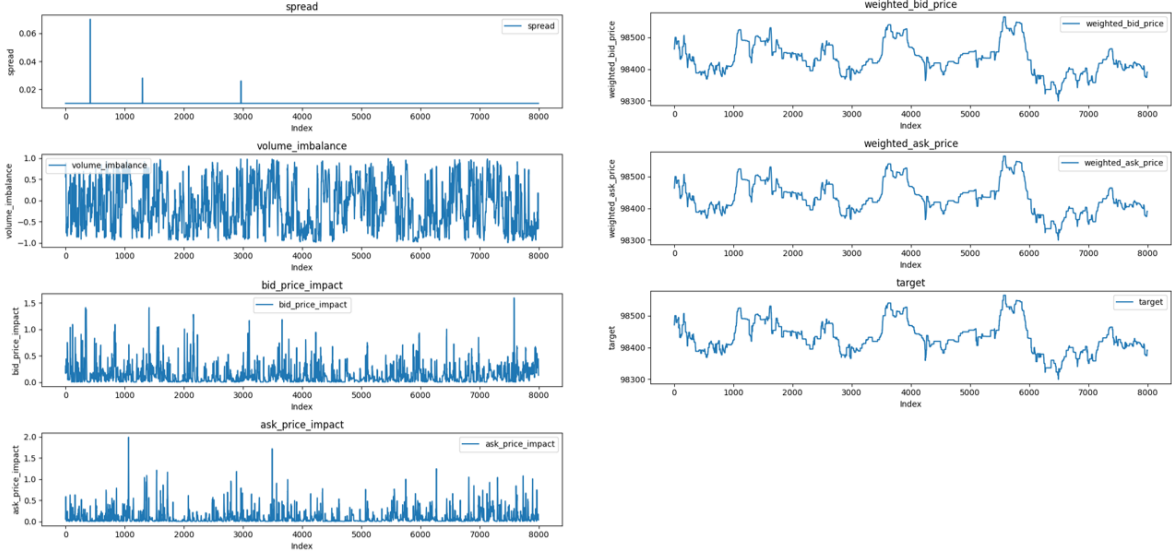 spread
spread
spread
0.06
0.04
0.02
0 1000 2000 3000 4000 5000 6000 7000 8000
Index
volume_imbalance
volume_imbalance
volume_imbalance
1.0
0.5
0.0
−0.5
−1.0
0 1000 2000 3000 4000 5000 6000 7000 8000
Index
bid_price_impact
bid_price_impact
bid_price_impact
1.5
1.0
0.5
0.0
0 1000 2000 3000 4000 5000 6000 7000 8000
Index
ask_price_impact
ask_price_impact
ask_price_impact
2.0
1.5
1.0
0.5
0.0
0 1000 2000 3000 4000 5000 6000 7000 8000
Index
weighted_bid_price
weighted_bid_price
weighted_bid_price
98500
98400
98300
0 1000 2000 3000 4000 5000 6000 7000 8000
Index
weighted_ask_price
weighted_ask_price
weighted_ask_price
98500
98400
98300
0 1000 2000 3000 4000 5000 6000 7000 8000
Index
target
target
target
98500
98400
98300
0 1000 2000 3000 4000 5000 6000 7000 8000
Index